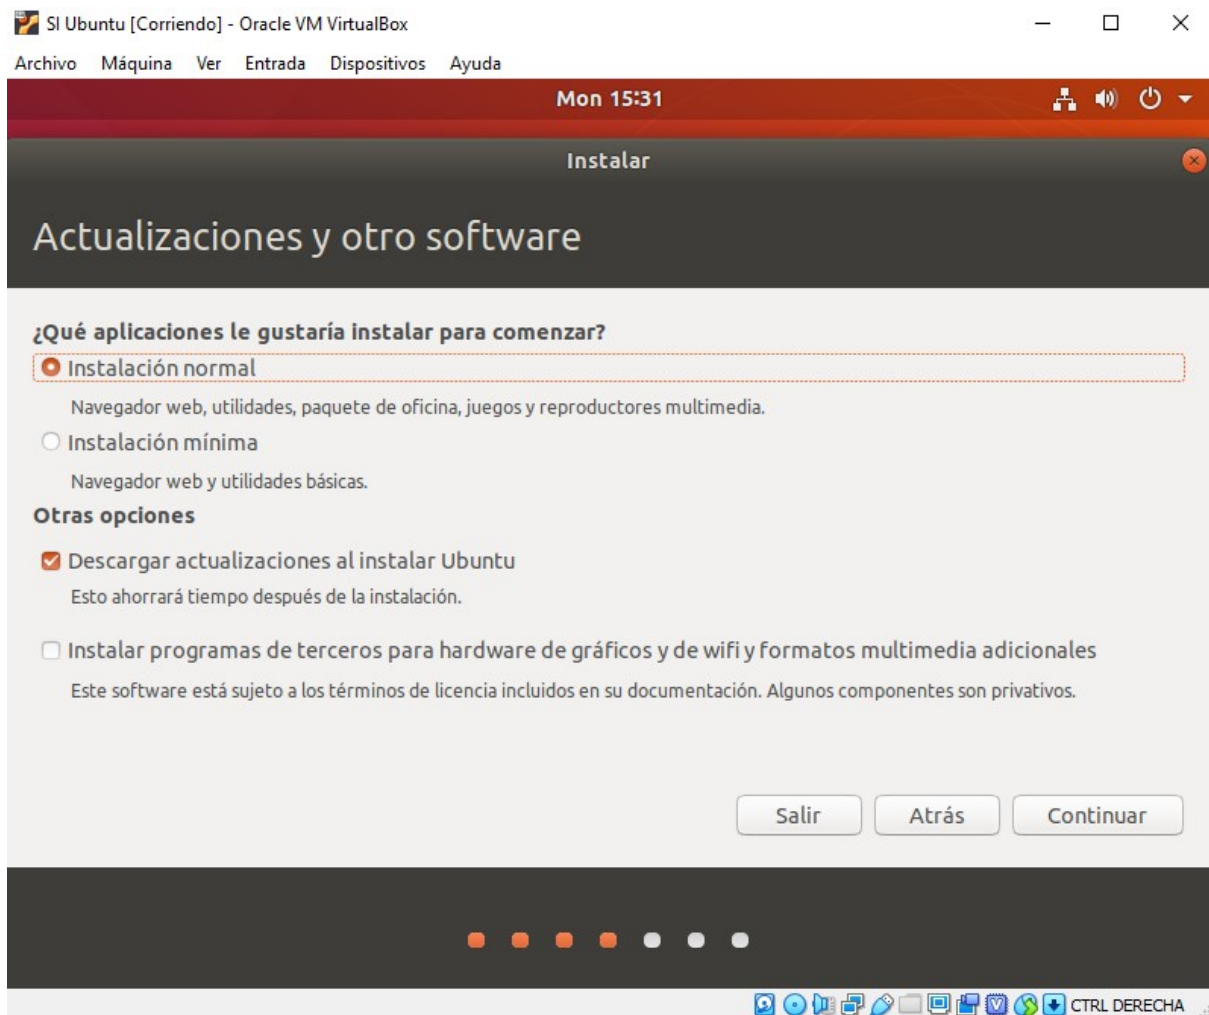 SI Ubuntu [Corriendo] - Oracle VM VirtualBox
Archivo Máquina Ver Entrada Dispositivos Ayuda
Mon 15:31
Instalar
Actualizaciones y otro software
¿Qué aplicaciones le gustaría instalar para comenzar?
Instalación normal
Navegador web, utilidades, paquete de oficina, juegos y reproductores multimedia.
Instalación mínima
Navegador web y utilidades básicas.
Otras opciones
Descargar actualizaciones al instalar Ubuntu
Esto ahorrará tiempo después de la instalación.
Instalar programas de terceros para hardware de gráficos y de wifi y formatos multimedia adicionales
Este software está sujeto a los términos de licencia incluidos en su documentación. Algunos componentes son privativos.
Salir Atrás Continuar
CTRL DERECHA